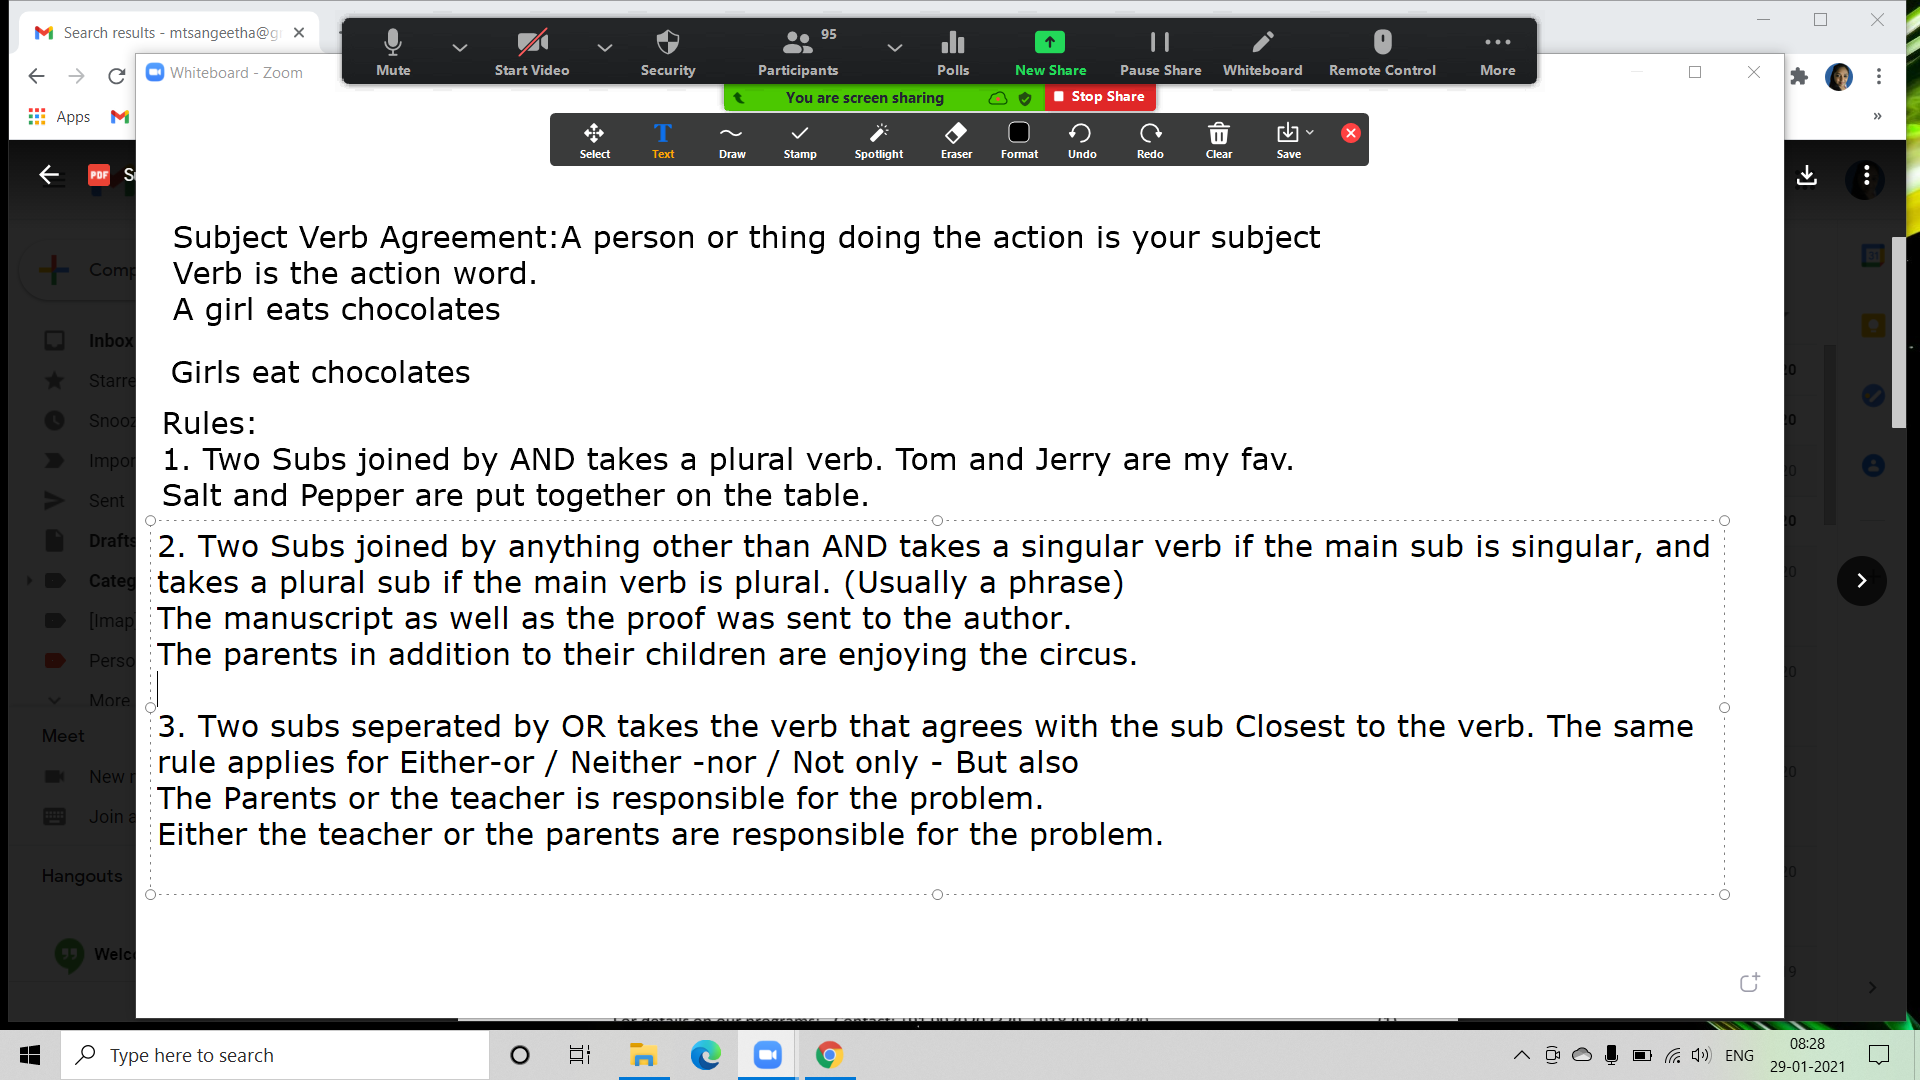 Search results - mtsangeetha@g
Mute
Start Video
Security
Participants
95
Polls
New Share
Pause Share
Whiteboard
Remote Control
More
Whiteboard - Zoom
You are screen sharing
Stop Share
Apps
Select
Text
Draw
Stamp
Spotlight
Eraser
Format
Undo
Redo
Clear
Save
PDF
Subject Verb Agreement:A person or thing doing the action is your subject
Verb is the action word.
A girl eats chocolates
Girls eat chocolates
Rules:
1. Two Subs joined by AND takes a plural verb. Tom and Jerry are my fav.
Salt and Pepper are put together on the table.
2. Two Subs joined by anything other than AND takes a singular verb if the main sub is singular, and
takes a plural sub if the main verb is plural. (Usually a phrase)
The manuscript as well as the proof was sent to the author.
The parents in addition to their children are enjoying the circus.
3. Two subs seperated by OR takes the verb that agrees with the sub Closest to the verb. The same
rule applies for Either-or / Neither -nor / Not only - But also
The Parents or the teacher is responsible for the problem.
Either the teacher or the parents are responsible for the problem.
Comp
Inbox
Starre
Snooz
Impor
Sent
Drafts
Categ
[Imap
Perso
More
Meet
New r
Join a
Hangouts
Welc
Type here to search
ENG
08:28
29-01-2021